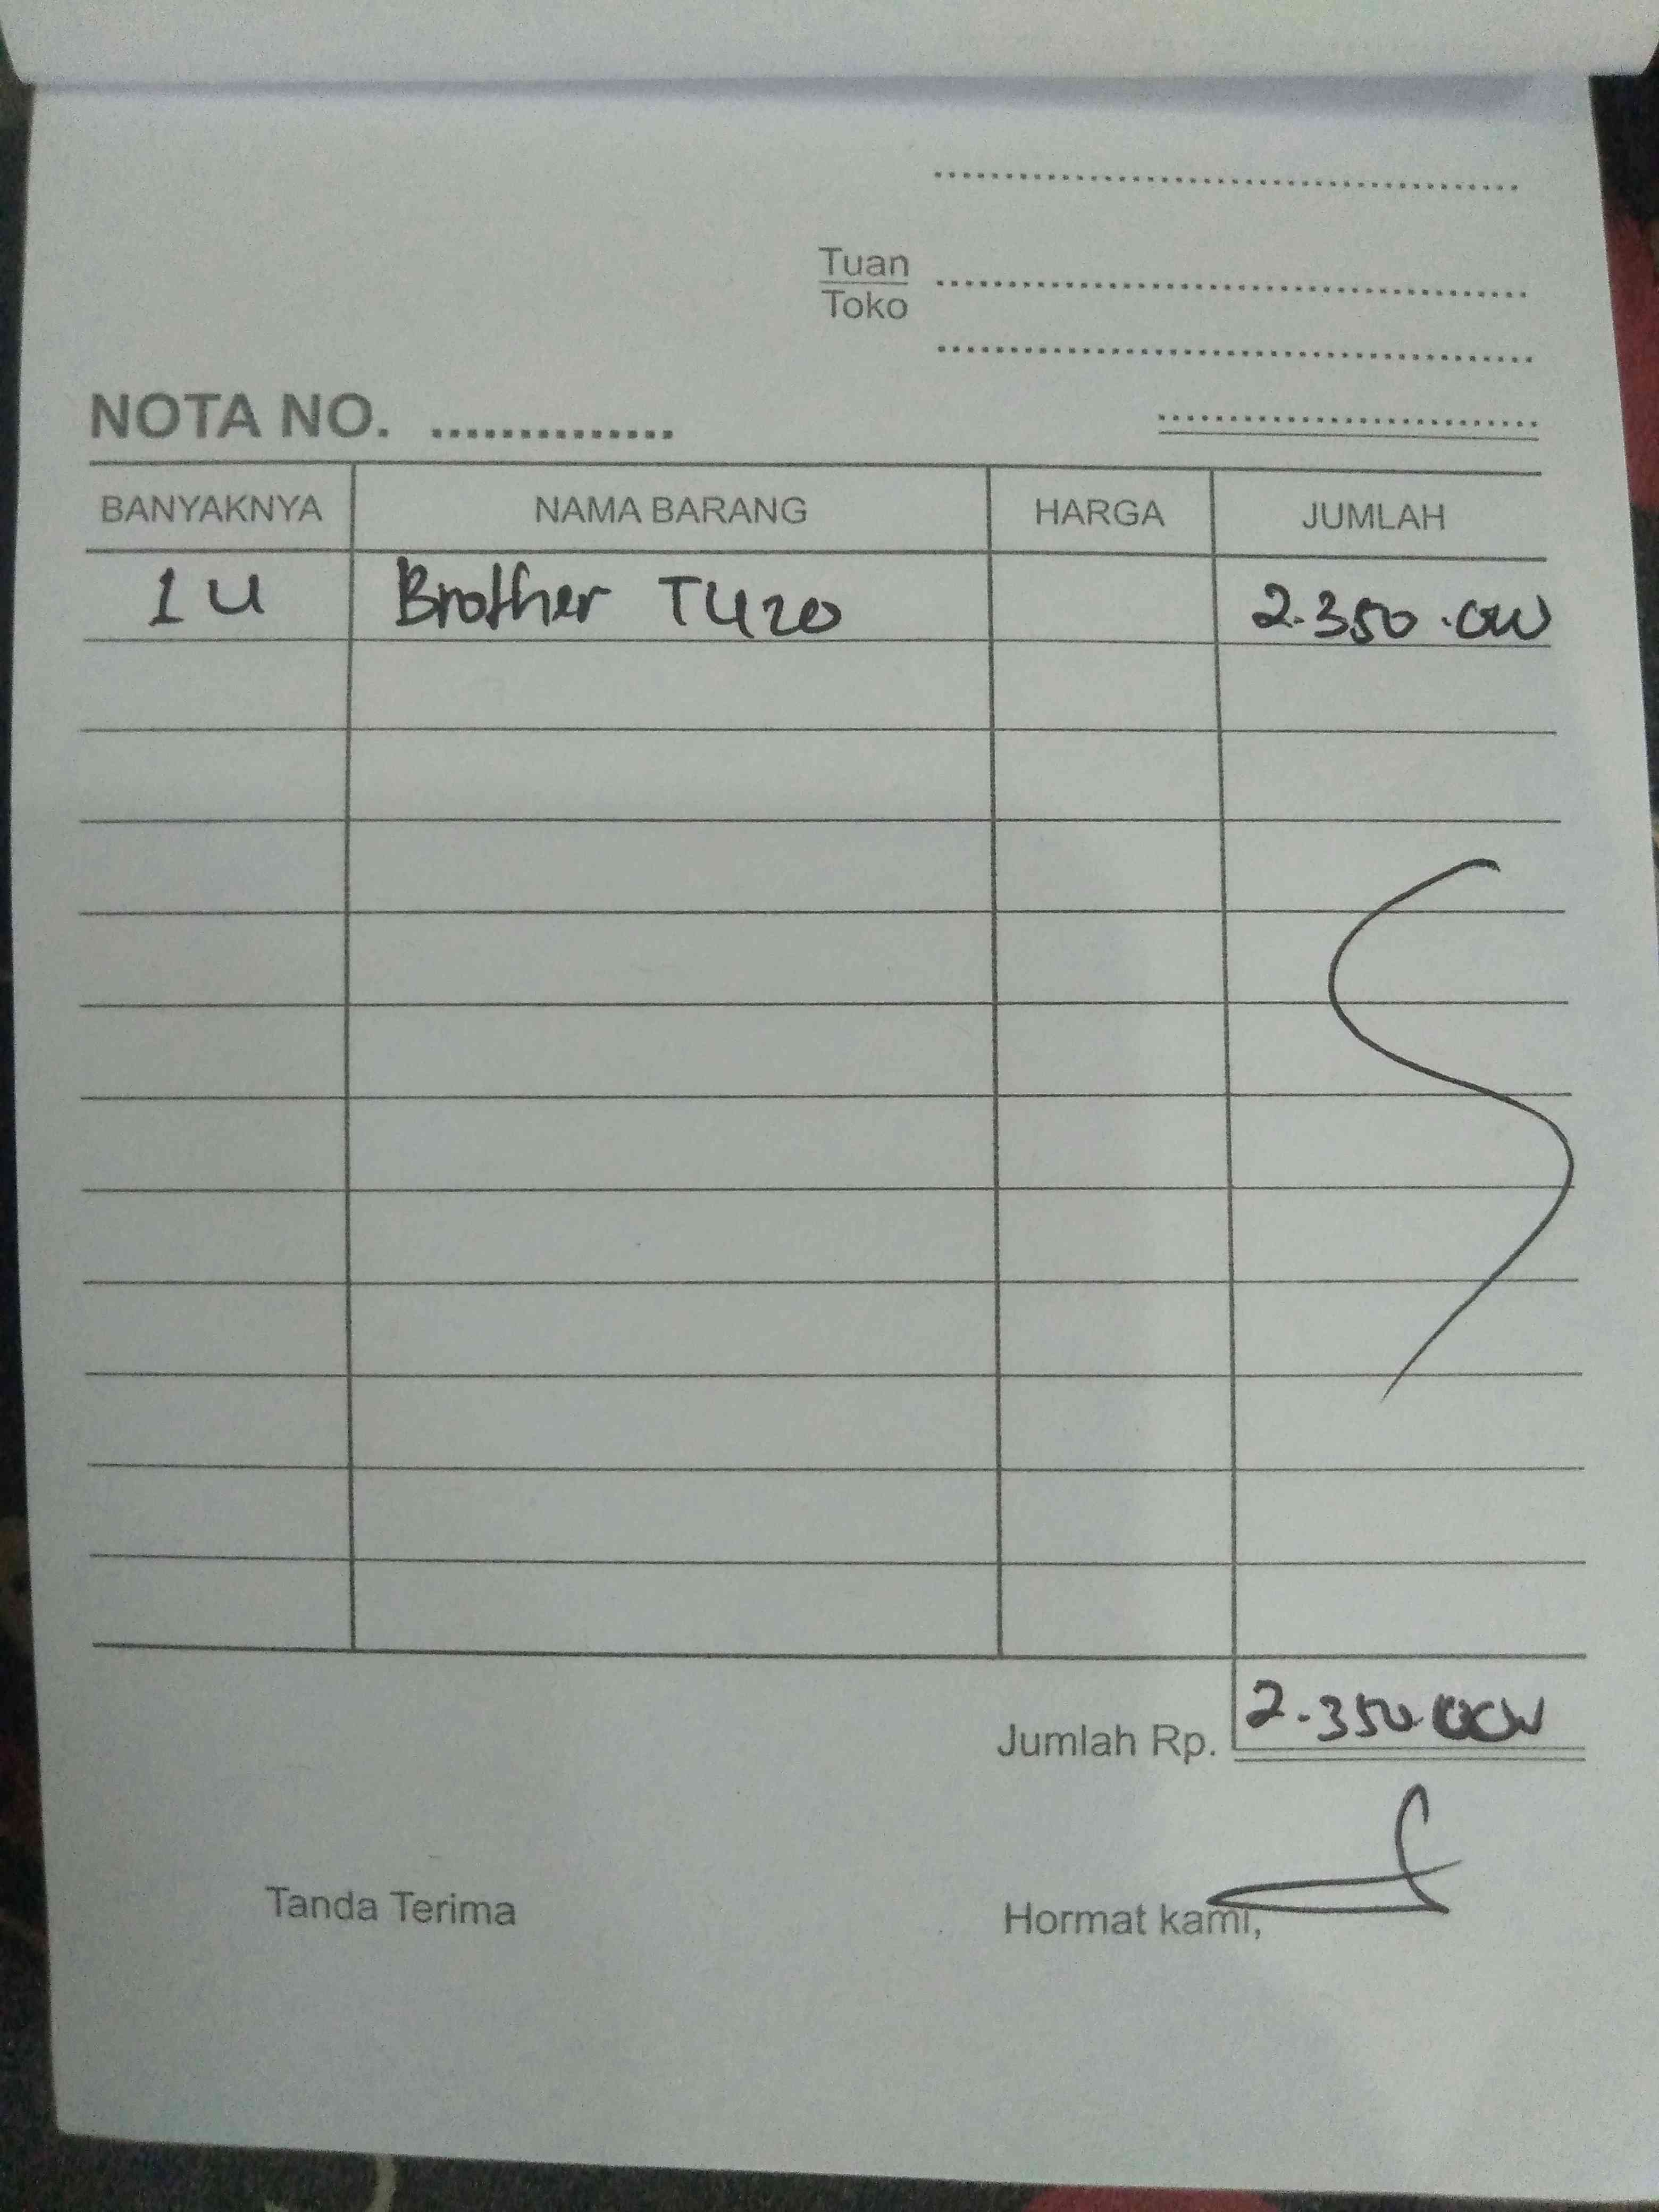 Tuan
Toko
NOTA NO. ..............
BANYAKNYA NAMA BARANG HARGA JUMLAH
1 U Brother T420 2.350.000
Jumlah Rp. 2.350.000
Tanda Terima Hormat kami,